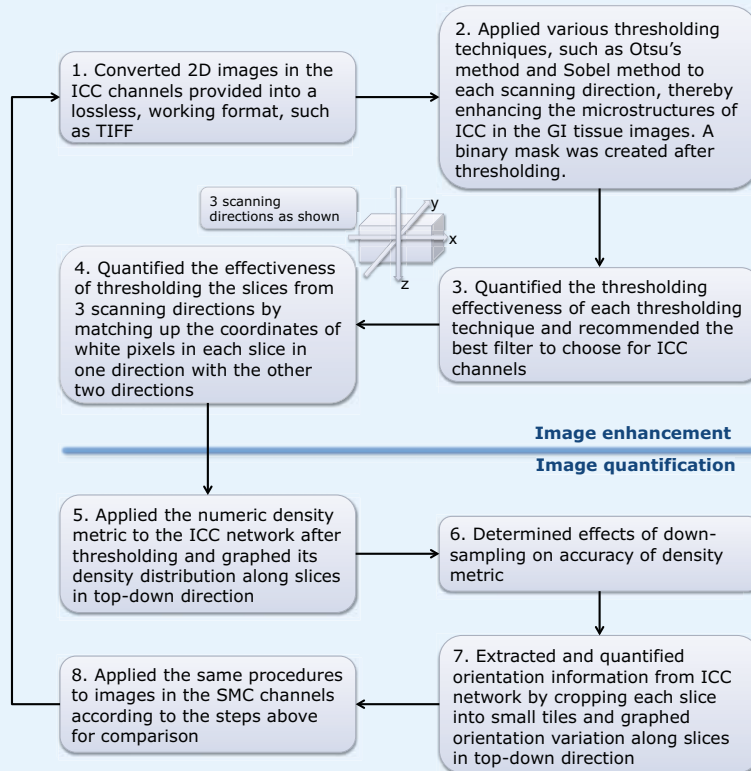 1. Converted 2D images in the
ICC channels provided into a
lossless, working format, such
as TIFF
2. Applied various thresholding
techniques, such as Otsu's
method and Sobel method to
each scanning direction, thereby
enhancing the microstructures of
ICC in the GI tissue images. A
binary mask was created after
thresholding.
3 scanning
directions as shown
y
x
z
3. Quantified the thresholding
effectiveness of each thresholding
technique and recommended the
best filter to choose for ICC
channels
4. Quantified the effectiveness
of thresholding the slices from
3 scanning directions by
matching up the coordinates of
white pixels in each slice in
one direction with the other
two directions
Image enhancement
Image quantification
5. Applied the numeric density
metric to the ICC network after
thresholding and graphed its
density distribution along slices
in top-down direction
6. Determined effects of down-
sampling on accuracy of density
metric
7. Extracted and quantified
orientation information from ICC
network by cropping each slice
into small tiles and graphed
orientation variation along slices
in top-down direction
8. Applied the same procedures
to images in the SMC channels
according to the steps above
for comparison